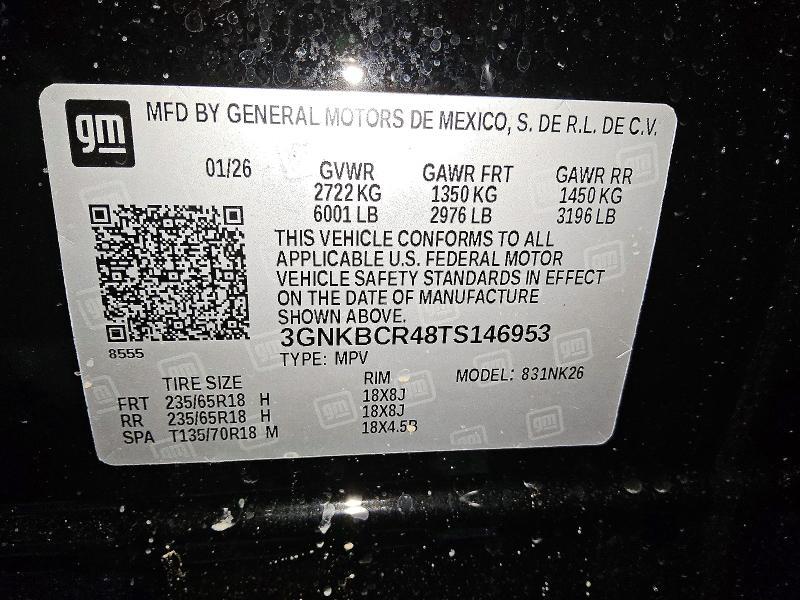 gm MFD BY GENERAL MOTORS DE MEXICO, S. DE R.L. DE C.V.
01/26 GVWR GAWR FRT GAWR RR
2722 KG 1350 KG 1450 KG
6001 LB 2976 LB 3196 LB
THIS VEHICLE CONFORMS TO ALL
APPLICABLE U.S. FEDERAL MOTOR
VEHICLE SAFETY STANDARDS IN EFFECT
ON THE DATE OF MANUFACTURE
SHOWN ABOVE.
3GNKBCR48TS146953
8555
TYPE: MPV MODEL: 831NK26
TIRE SIZE RIM
FRT 235/65R18 H 18X8J
RR 235/65R18 H 18X8J
SPA T135/70R18 M 18X4.5B